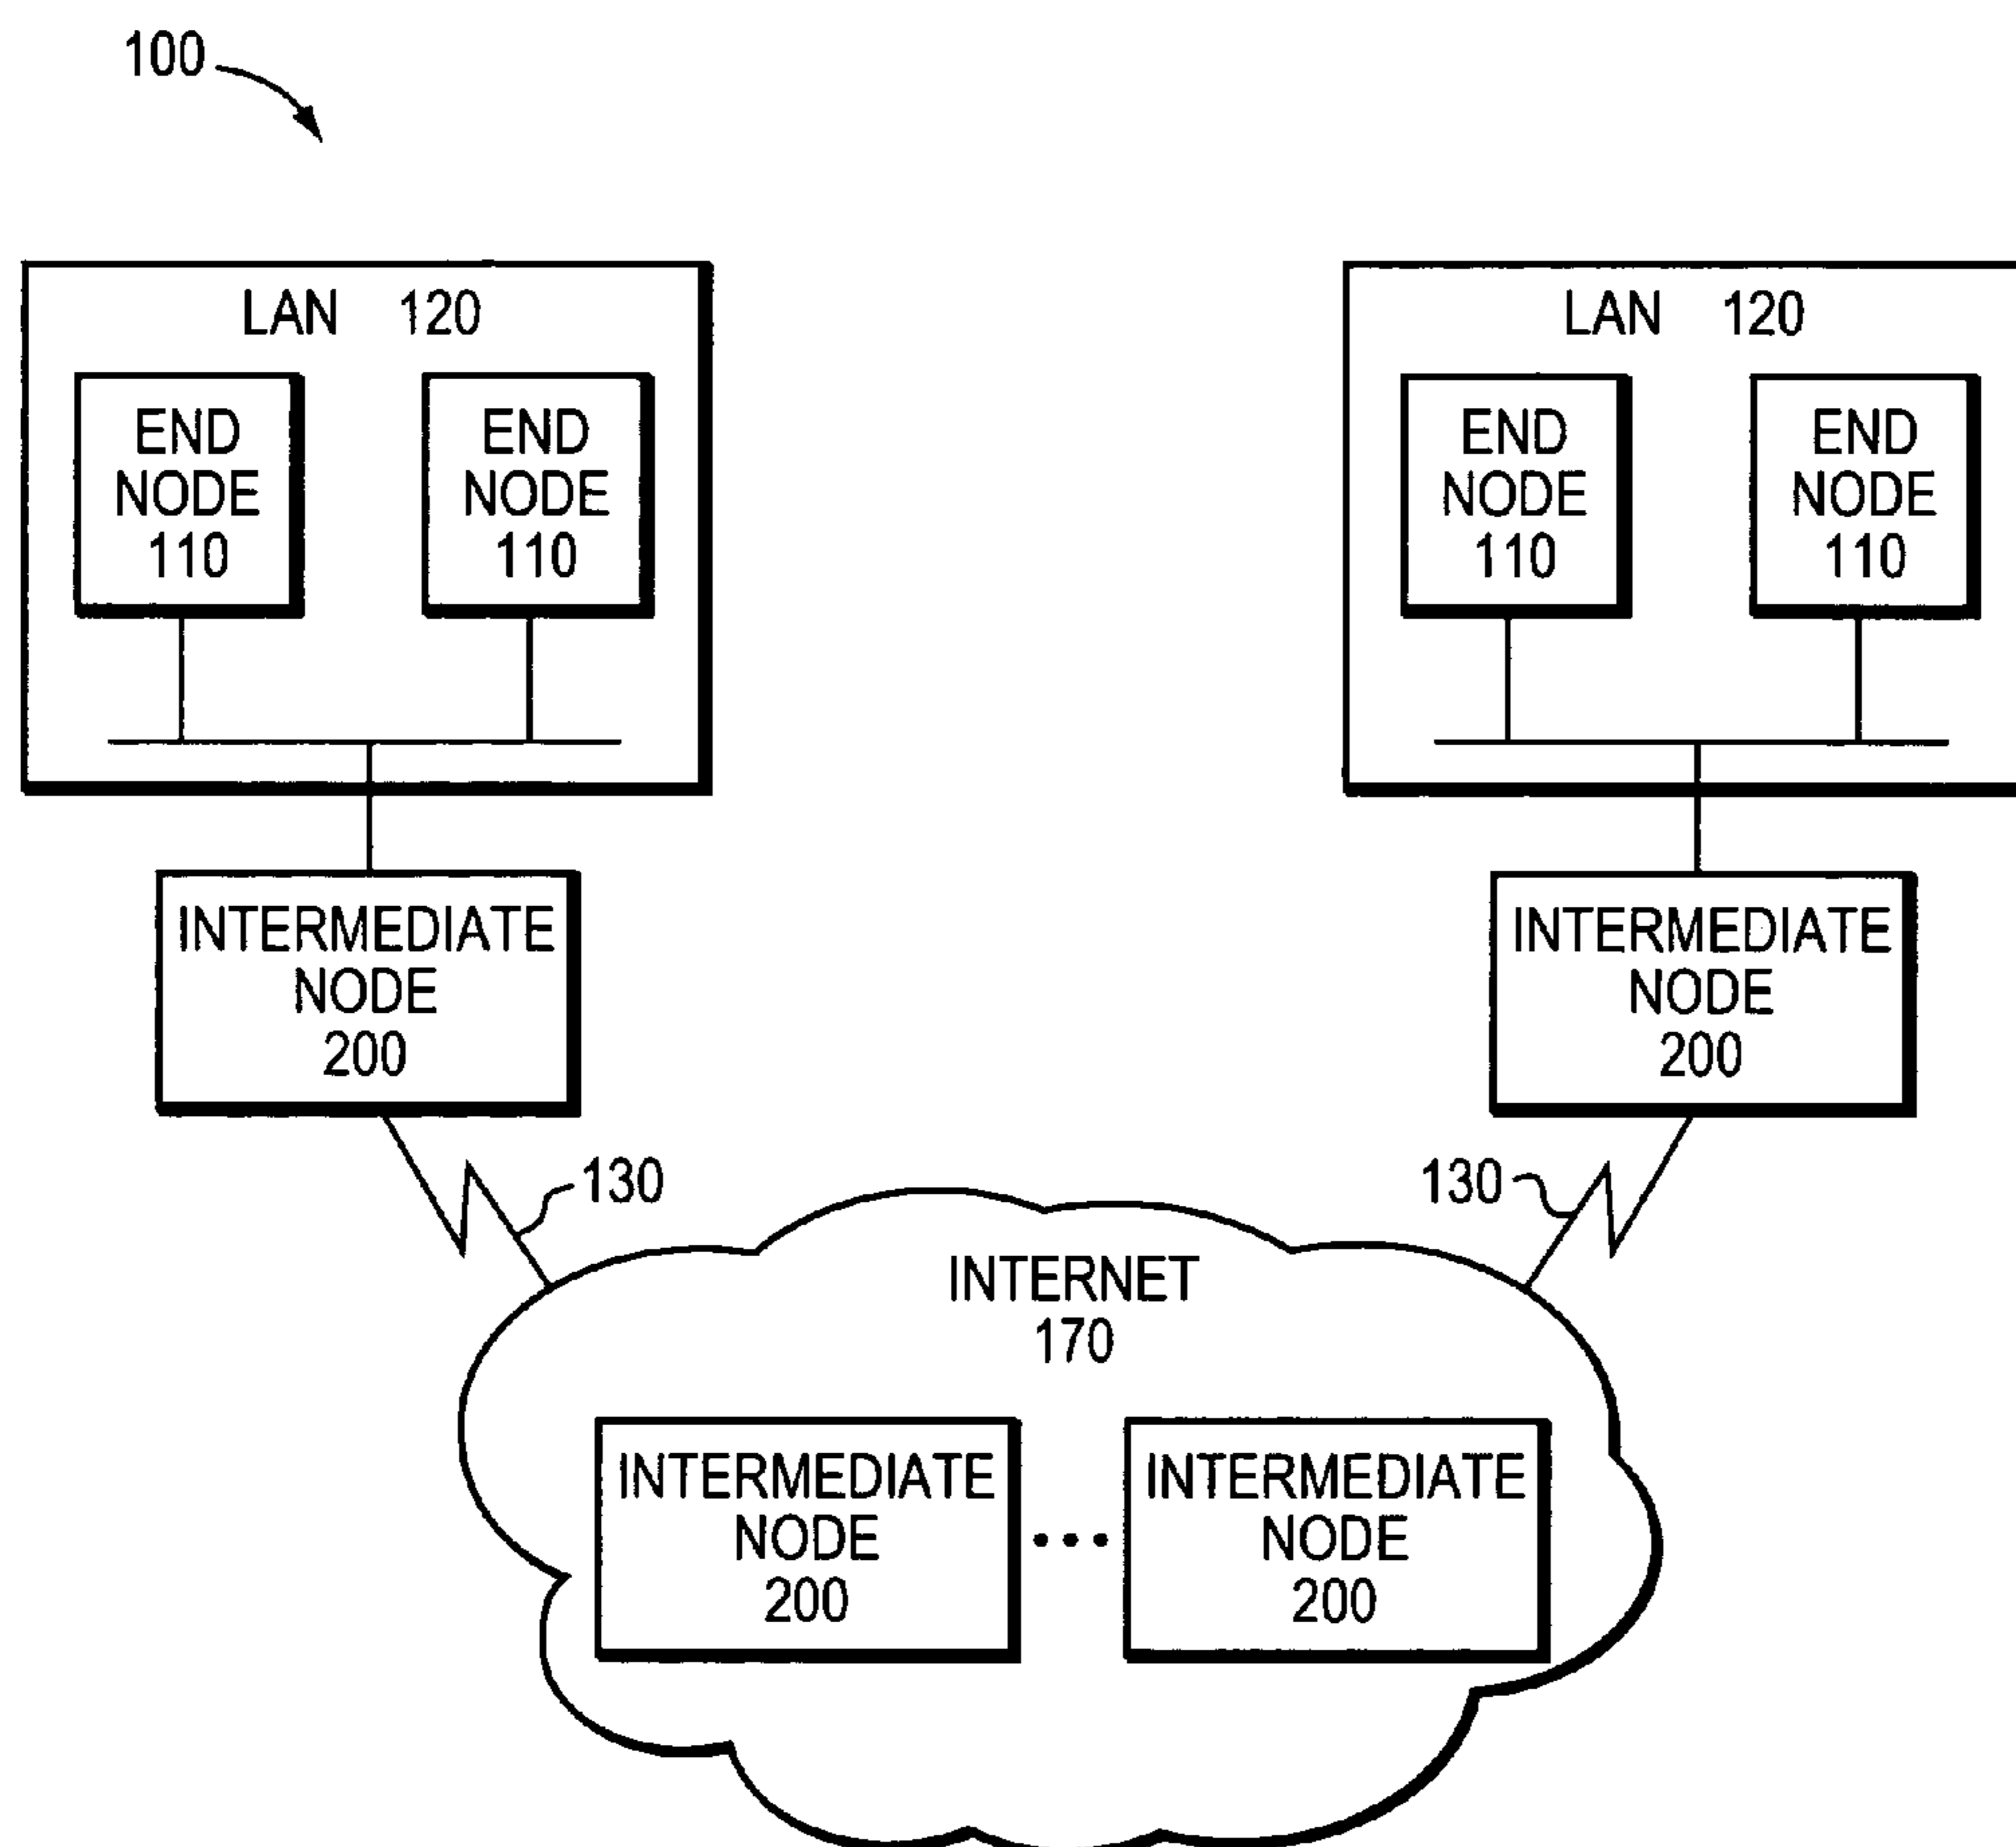 100
LAN 120
END
NODE
110
END
NODE
110
LAN 120
END
NODE
110
END
NODE
110
INTERMEDIATE
NODE
200
INTERMEDIATE
NODE
200
130
130
INTERNET
170
INTERMEDIATE
NODE
200
...
INTERMEDIATE
NODE
200